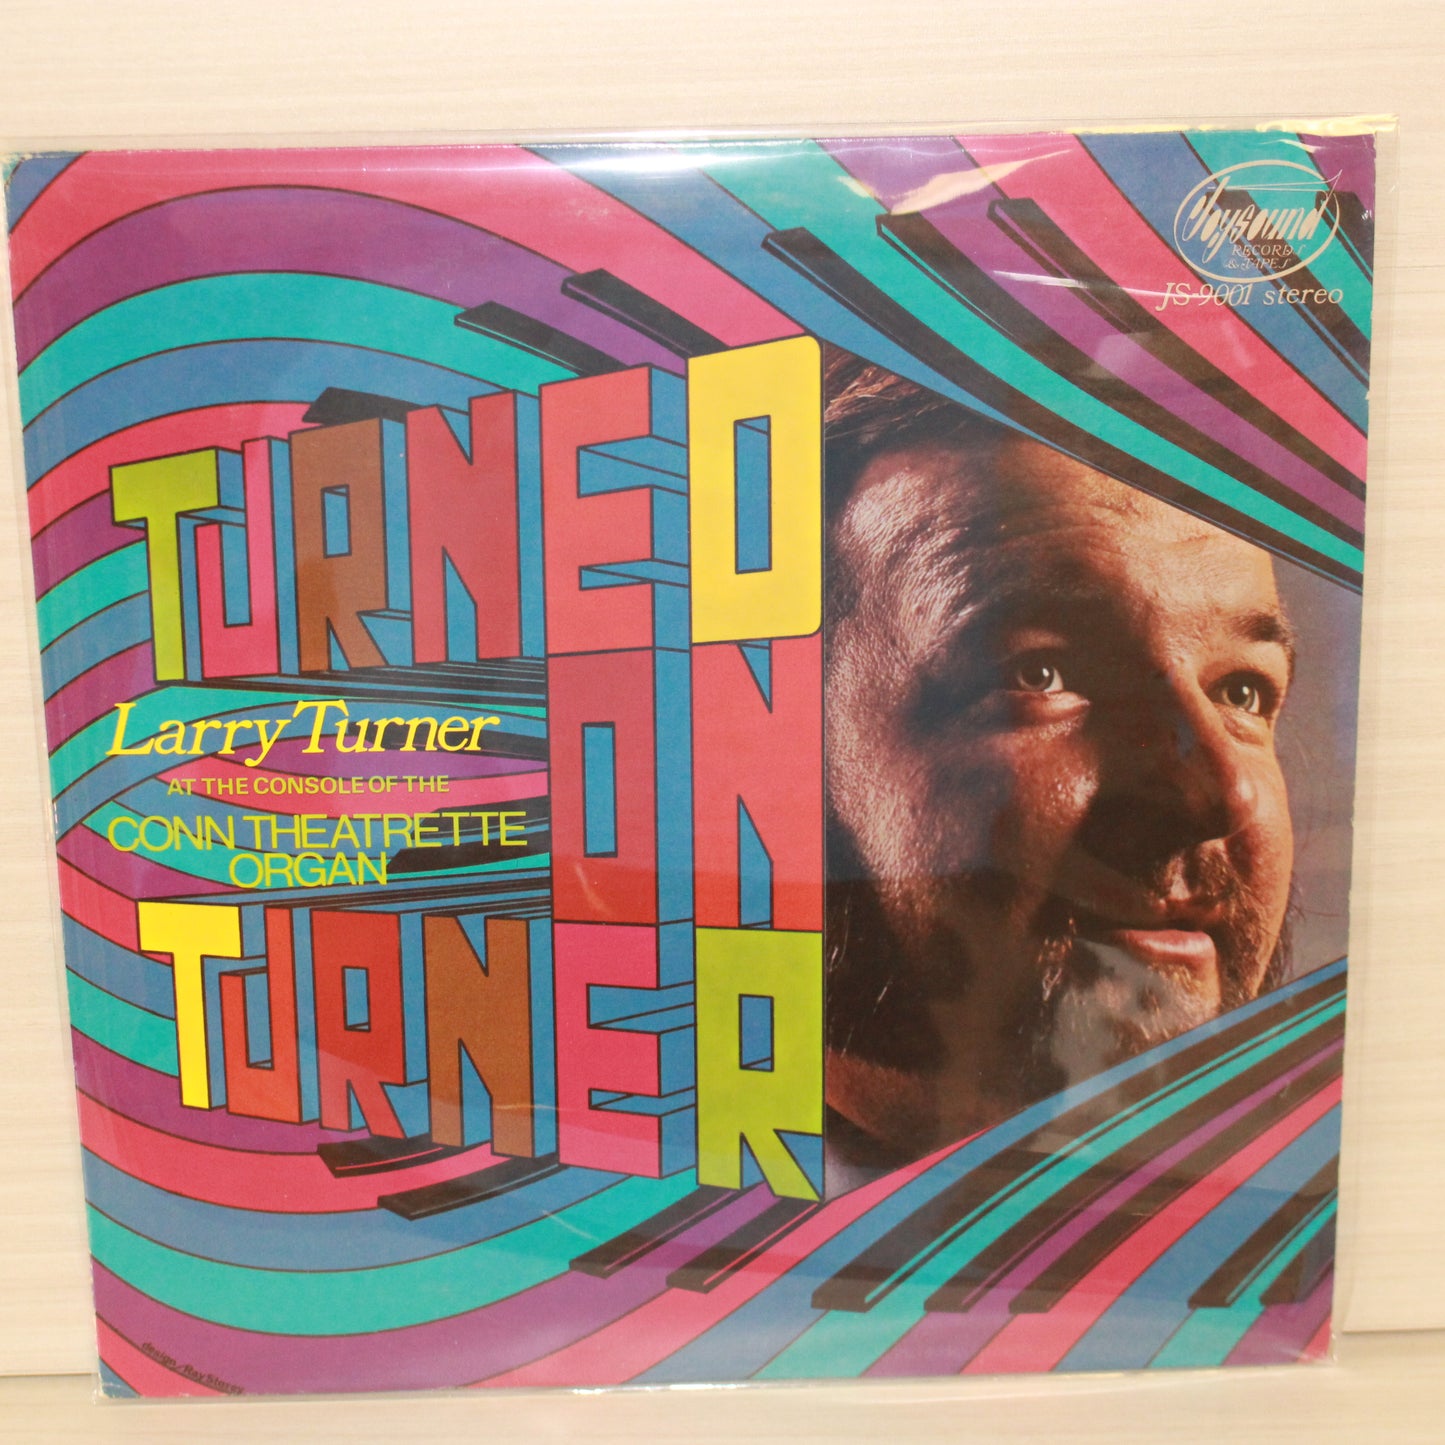 Joysound
RECORDS
& TAPES
JS-9001 stereo
TURNED
ON
Larry Turner
AT THE CONSOLE OF THE
CONN THEATRETTE
ORGAN
TURNER
design/Ray Storey